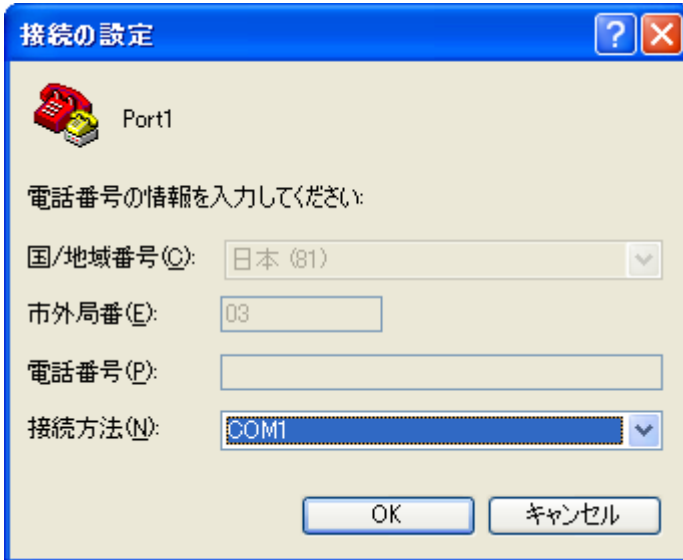 接続の設定
Port1
電話番号の情報を入力してください:
国/地域番号(C): 日本 (81)
市外局番(E): 03
電話番号(P):
接続方法(N): COM1
OK キャンセル